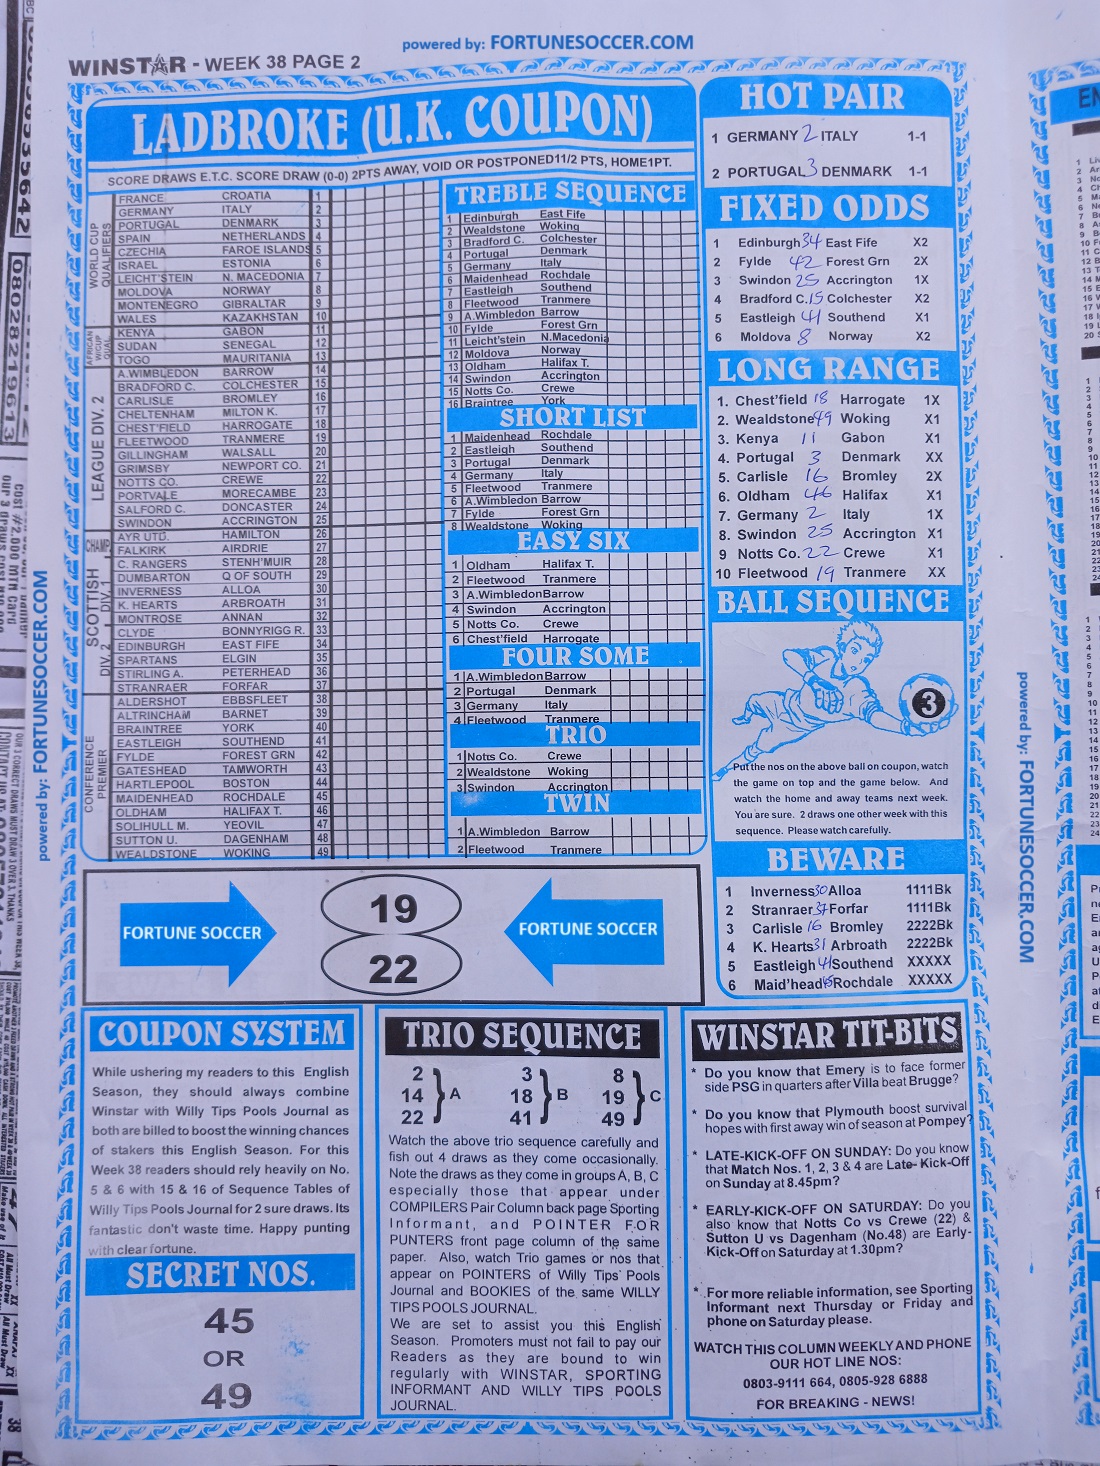 powered by: FORTUNESOCCER.COM
WINSTAR - WEEK 38 PAGE 2
LADBROKE (U.K. COUPON)
SCORE DRAWS E.T.C. SCORE DRAW (0-0) 2PTS AWAY, VOID OR POSTPONED11/2 PTS, HOME1PT.
WORLD CUP QUALIFIERS
FRANCE CROATIA 1
GERMANY ITALY 2
PORTUGAL DENMARK 3
SPAIN NETHERLANDS 4
CZECHIA FAROE ISLANDS 5
ISRAEL ESTONIA 6
LEICHT'STEIN N. MACEDONIA 7
MOLDOVA NORWAY 8
MONTENEGRO GIBRALTAR 9
WALES KAZAKHSTAN 10
AFRICAN W/CUP QUAL.
KENYA GABON 11
SUDAN SENEGAL 12
TOGO MAURITANIA 13
LEAGUE DIV. 2
A.WIMBLEDON BARROW 14
BRADFORD C. COLCHESTER 15
CARLISLE BROMLEY 16
CHELTENHAM MILTON K. 17
CHEST'FIELD HARROGATE 18
FLEETWOOD TRANMERE 19
GILLINGHAM WALSALL 20
GRIMSBY NEWPORT CO. 21
NOTTS CO. CREWE 22
PORTVALE MORECAMBE 23
SALFORD C. DONCASTER 24
SWINDON ACCRINGTON 25
SCOTTISH
CHAMP.
AYR UTD. HAMILTON 26
FALKIRK AIRDRIE 27
DIV. 1
C. RANGERS STENH'MUIR 28
DUMBARTON Q OF SOUTH 29
INVERNESS ALLOA 30
K. HEARTS ARBROATH 31
MONTROSE ANNAN 32
DIV. 2
CLYDE BONNYRIGG R. 33
EDINBURGH EAST FIFE 34
SPARTANS ELGIN 35
STIRLING A. PETERHEAD 36
STRANRAER FORFAR 37
CONFERENCE PREMIER
ALDERSHOT EBBSFLEET 38
ALTRINCHAM BARNET 39
BRAINTREE YORK 40
EASTLEIGH SOUTHEND 41
FYLDE FOREST GRN 42
GATESHEAD TAMWORTH 43
HARTLEPOOL BOSTON 44
MAIDENHEAD ROCHDALE 45
OLDHAM HALIFAX T. 46
SOLIHULL M. YEOVIL 47
SUTTON U. DAGENHAM 48
WEALDSTONE WOKING 49
TREBLE SEQUENCE
1 Edinburgh East Fife
2 Wealdstone Woking
3 Bradford C. Colchester
4 Portugal Denmark
5 Germany Italy
6 Maidenhead Rochdale
7 Eastleigh Southend
8 Fleetwood Tranmere
9 A.Wimbledon Barrow
10 Fylde Forest Grn
11 Leicht'stein N.Macedonia
12 Moldova Norway
13 Oldham Halifax T.
14 Swindon Accrington
15 Notts Co. Crewe
16 Braintree York
SHORT LIST
1 Maidenhead Rochdale
2 Eastleigh Southend
3 Portugal Denmark
4 Germany Italy
5 Fleetwood Tranmere
6 A.Wimbledon Barrow
7 Fylde Forest Grn
8 Wealdstone Woking
EASY SIX
1 Oldham Halifax T.
2 Fleetwood Tranmere
3 A.Wimbledon Barrow
4 Swindon Accrington
5 Notts Co. Crewe
6 Chest'field Harrogate
FOUR SOME
1 A.Wimbledon Barrow
2 Portugal Denmark
3 Germany Italy
4 Fleetwood Tranmere
TRIO
1 Notts Co. Crewe
2 Wealdstone Woking
3 Swindon Accrington
TWIN
1 A.Wimbledon Barrow
2 Fleetwood Tranmere
HOT PAIR
1 GERMANY 2 ITALY 1-1
2 PORTUGAL 3 DENMARK 1-1
FIXED ODDS
1 Edinburgh 34 East Fife X2
2 Fylde 42 Forest Grn 2X
3 Swindon 25 Accrington 1X
4 Bradford C. 15 Colchester X2
5 Eastleigh 41 Southend X1
6 Moldova 8 Norway X2
LONG RANGE
1. Chest'field 18 Harrogate 1X
2. Wealdstone 49 Woking X1
3. Kenya 11 Gabon X1
4. Portugal 3 Denmark XX
5. Carlisle 16 Bromley 2X
6. Oldham 46 Halifax X1
7. Germany 2 Italy 1X
8. Swindon 25 Accrington X1
9 Notts Co. 22 Crewe X1
10 Fleetwood 19 Tranmere XX
BALL SEQUENCE
3
Put the nos on the above ball on coupon, watch
the game on top and the game below. And
watch the home and away teams next week.
You are sure. 2 draws one other week with this
sequence. Please watch carefully.
BEWARE
1 Inverness 30 Alloa 1111Bk
2 Stranraer 37 Forfar 1111Bk
3 Carlisle 16 Bromley 2222Bk
4 K. Hearts 31 Arbroath 2222Bk
5 Eastleigh 41 Southend XXXXX
6 Maid'head 45 Rochdale XXXXX
FORTUNE SOCCER
19
22
FORTUNE SOCCER
COUPON SYSTEM
While ushering my readers to this English
Season, they should always combine
Winstar with Willy Tips Pools Journal as
both are billed to boost the winning chances
of stakers this English Season. For this
Week 38 readers should rely heavily on No.
5 & 6 with 15 & 16 of Sequence Tables of
Willy Tips Pools Journal for 2 sure draws. Its
fantastic don't waste time. Happy punting
with clear fortune.
SECRET NOS.
45
OR
49
TRIO SEQUENCE
2 3 8
14 A 18 B 19 C
22 41 49
Watch the above trio sequence carefully and
fish out 4 draws as they come occasionally.
Note the draws as they come in groups A, B, C
especially those that appear under
COMPILERS Pair Column back page Sporting
Informant, and POINTER FOR
PUNTERS front page column of the same
paper. Also, watch Trio games or nos that
appear on POINTERS of Willy Tips' Pools
Journal and BOOKIES of the same WILLY
TIPS POOLS JOURNAL.
We are set to assist you this English
Season. Promoters must not fail to pay our
Readers as they are bound to win
regularly with WINSTAR, SPORTING
INFORMANT AND WILLY TIPS POOLS
JOURNAL.
WINSTAR TIT-BITS
* Do you know that Emery is to face former
side PSG in quarters after Villa beat Brugge?
* Do you know that Plymouth boost survival
hopes with first away win of season at Pompey?
* LATE-KICK-OFF ON SUNDAY: Do you know
that Match Nos. 1, 2, 3 & 4 are Late- Kick-Off
on Sunday at 8.45pm?
* EARLY-KICK-OFF ON SATURDAY: Do you
also know that Notts Co vs Crewe (22) &
Sutton U vs Dagenham (No.48) are Early-
Kick-Off on Saturday at 1.30pm?
* For more reliable information, see Sporting
Informant next Thursday or Friday and
phone on Saturday please.
WATCH THIS COLUMN WEEKLY AND PHONE
OUR HOT LINE NOS:
0803-9111 664, 0805-928 6888
FOR BREAKING - NEWS!
powered by: FORTUNESOCCER.COM
powered by: FORTUNESOCCER.COM
08028219613